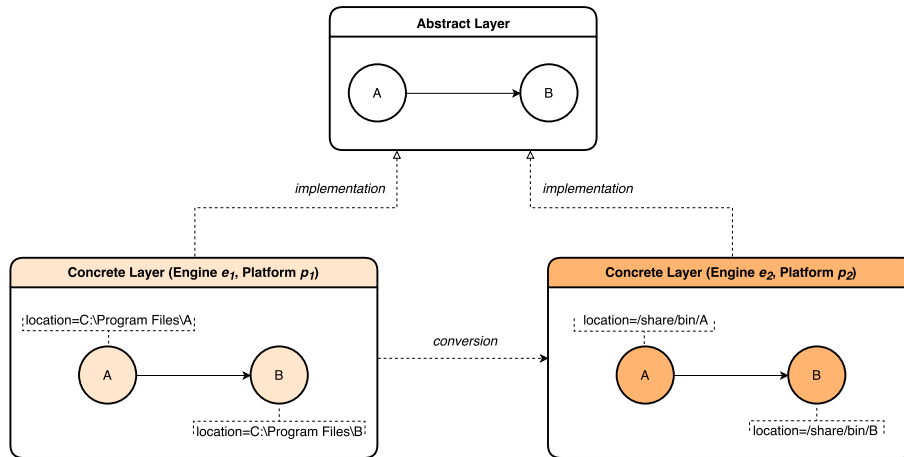 Abstract Layer
A
B
implementation
implementation
Concrete Layer (Engine e1, Platform p1)
location=C:\Program Files\A
A
B
location=C:\Program Files\B
conversion
Concrete Layer (Engine e2, Platform p2)
location=/share/bin/A
A
B
location=/share/bin/B